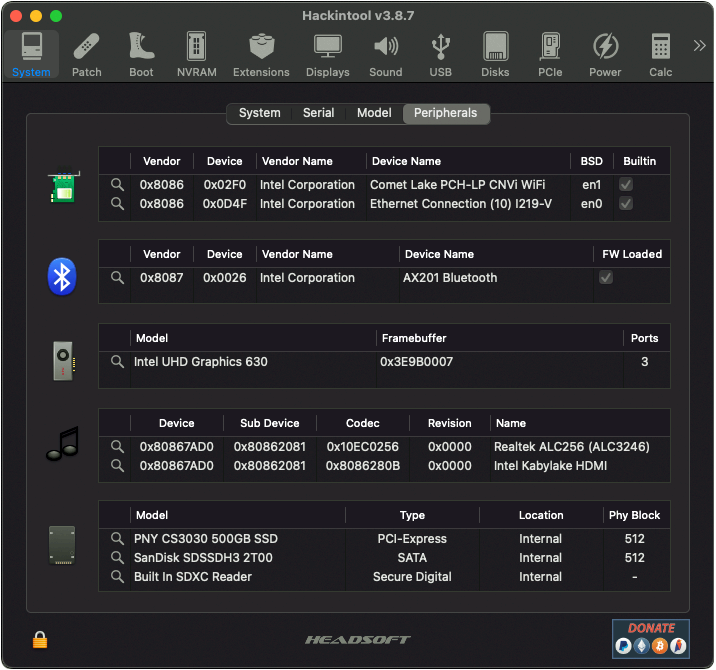 Hackintool v3.8.7
System Patch Boot NVRAM Extensions Displays Sound USB Disks PCIe Power Calc
System Serial Model Peripherals
Vendor Device Vendor Name Device Name BSD Builtin
0x8086 0x02F0 Intel Corporation Comet Lake PCH-LP CNVi WiFi en1
0x8086 0x0D4F Intel Corporation Ethernet Connection (10) I219-V en0
Vendor Device Vendor Name Device Name FW Loaded
0x8087 0x0026 Intel Corporation AX201 Bluetooth
Model Framebuffer Ports
Intel UHD Graphics 630 0x3E9B0007 3
Device Sub Device Codec Revision Name
0x80867AD0 0x80862081 0x10EC0256 0x0000 Realtek ALC256 (ALC3246)
0x80867AD0 0x80862081 0x8086280B 0x0000 Intel Kabylake HDMI
Model Type Location Phy Block
PNY CS3030 500GB SSD PCI-Express Internal 512
SanDisk SDSSDH3 2T00 SATA Internal 512
Built In SDXC Reader Secure Digital Internal -
HEADSOFT
DONATE